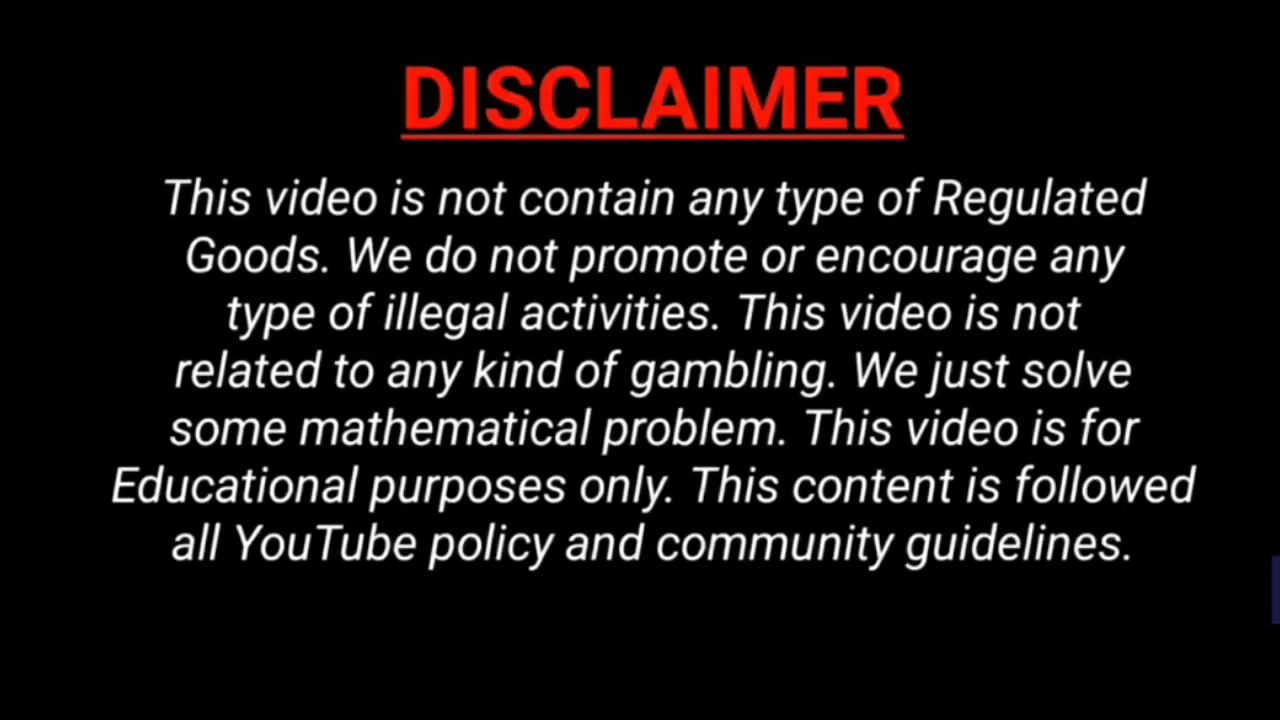 DISCLAIMER
This video is not contain any type of Regulated
Goods. We do not promote or encourage any
type of illegal activities. This video is not
related to any kind of gambling. We just solve
some mathematical problem. This video is for
Educational purposes only. This content is followed
all YouTube policy and community guidelines.